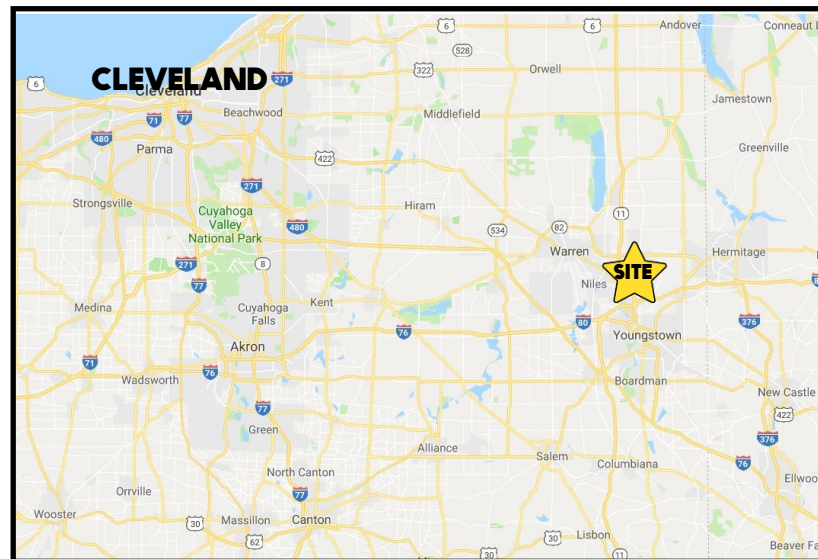 6
6
Andover
Conneaut L
528
322
Orwell
CLEVELAND
Cleveland
271
6
Beachwood
Middlefield
Jamestown
71
77
480
Parma
422
Greenville
271
Strongsville
Cuyahoga
Valley
National Park
480
Hiram
11
534
82
Warren
Hermitage
271
8
SITE
77
Niles
Medina
Cuyahoga
Falls
Kent
80
376
76
Youngstown
Akron
71
76
Wadsworth
Boardman
New Castle
77
422
Green
376
Alliance
Salem
Columbiana
76
North Canton
Ellwo
Orrville
77
Wooster
30
Massillon
Canton
62
30
Lisbon
30
11
Beaver Fa